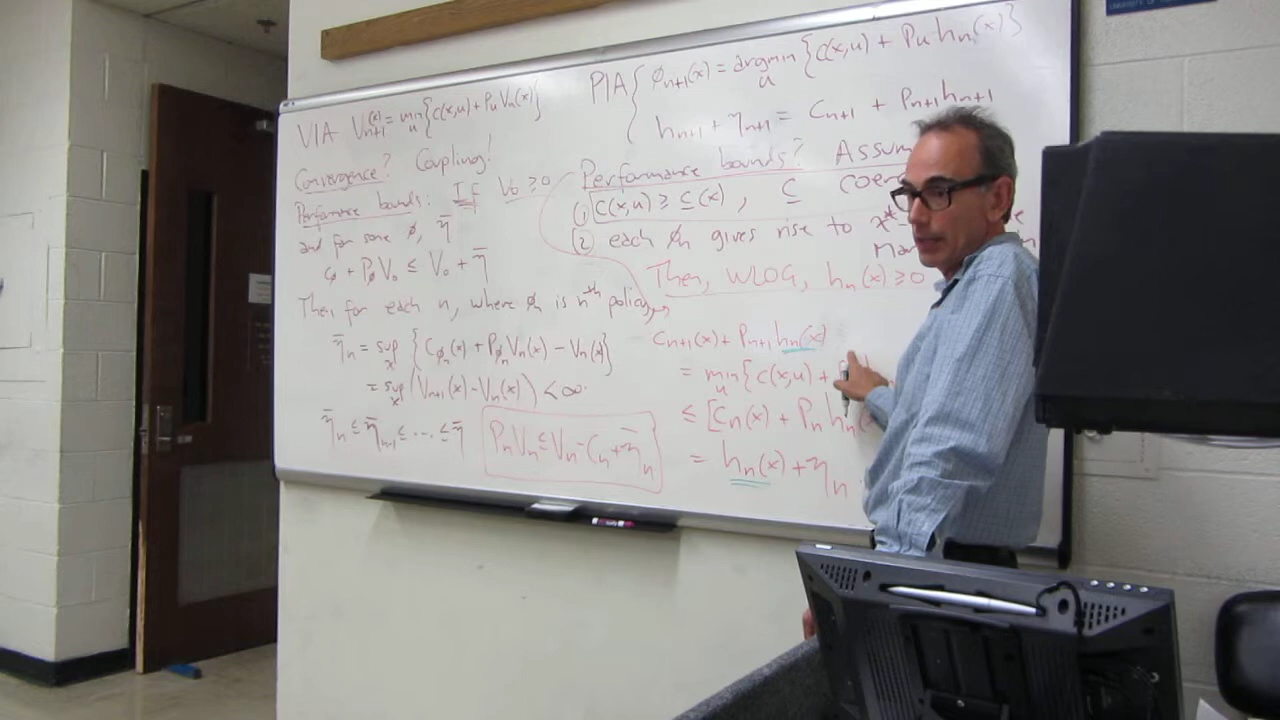 VIA V_{n+1}(x) = min_u {c(x,u) + P_u V_n(x)}
Convergence? Coupling!
Performance bounds: If V_0 ≥ 0
and for some ϕ, η̄
c_ϕ + P_ϕ V_0 ≤ V_0 + η̄
Then for each n, where ϕ_n is n^th policy,
η̄_n = sup_x {C_{ϕ_n}(x) + P_{ϕ_n} V_n(x) - V_n(x)}
= sup_x (V_{n+1}(x) - V_n(x)) < ∞.
η̄_n ≤ η̄_{n-1} ≤ ... ≤ η̄
P_n V_n ≤ V_n - C_n + η̄_n
PIA { ϕ_{n+1}(x) = argmin_u {c(x,u) + P_u h_n(x)}
h_{n+1} + η_{n+1} = C_{n+1} + P_{n+1} h_{n+1}
Performance bounds? Assum
(1) C(x,u) ≥ C(x), C coer
(2) each ϕ_n gives rise to x*
Then, WLOG, h_n(x) ≥ 0
C_{n+1}(x) + P_{n+1} h_n(x)
= min_u {c(x,u) +
≤ [C_n(x) + P_n h_n
= h_n(x) + η_n.